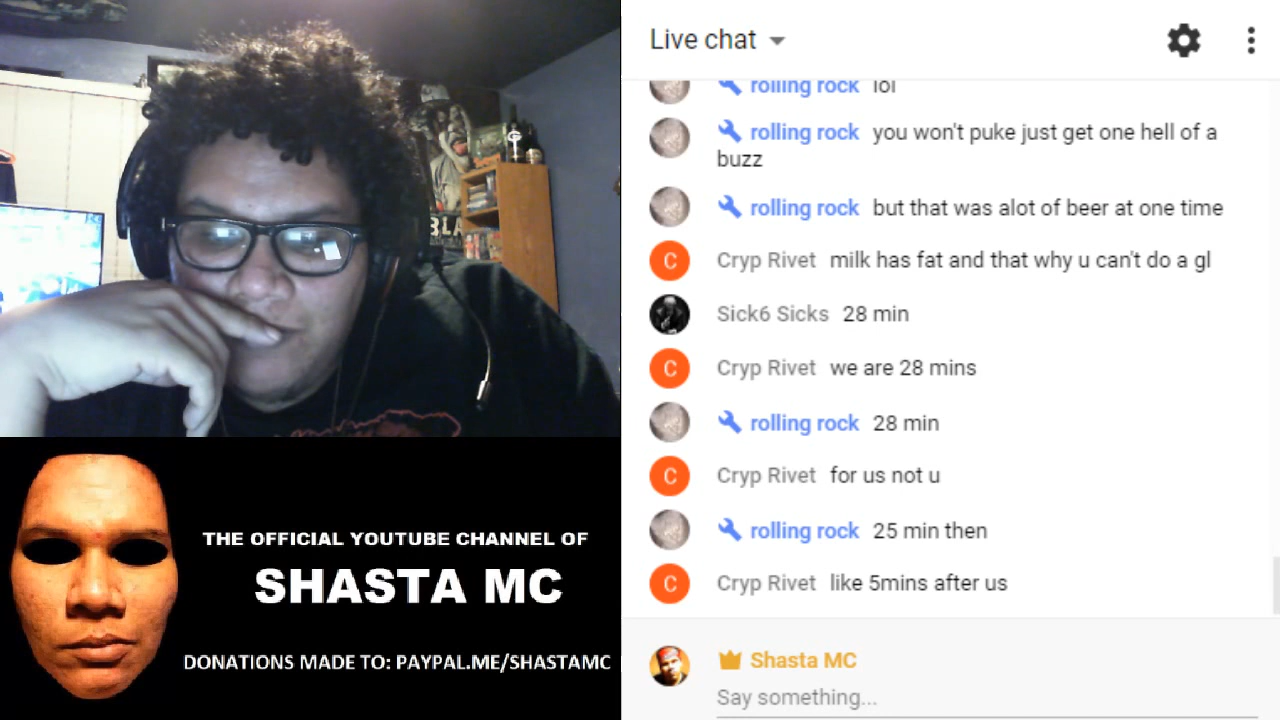 Live chat
rolling rock lol
rolling rock you won't puke just get one hell of a
buzz
rolling rock but that was alot of beer at one time
C Cryp Rivet milk has fat and that why u can't do a gl
Sick6 Sicks 28 min
C Cryp Rivet we are 28 mins
rolling rock 28 min
C Cryp Rivet for us not u
rolling rock 25 min then
C Cryp Rivet like 5mins after us
Shasta MC
Say something...
BLA
G
THE OFFICIAL YOUTUBE CHANNEL OF
SHASTA MC
DONATIONS MADE TO: PAYPAL.ME/SHASTAMC